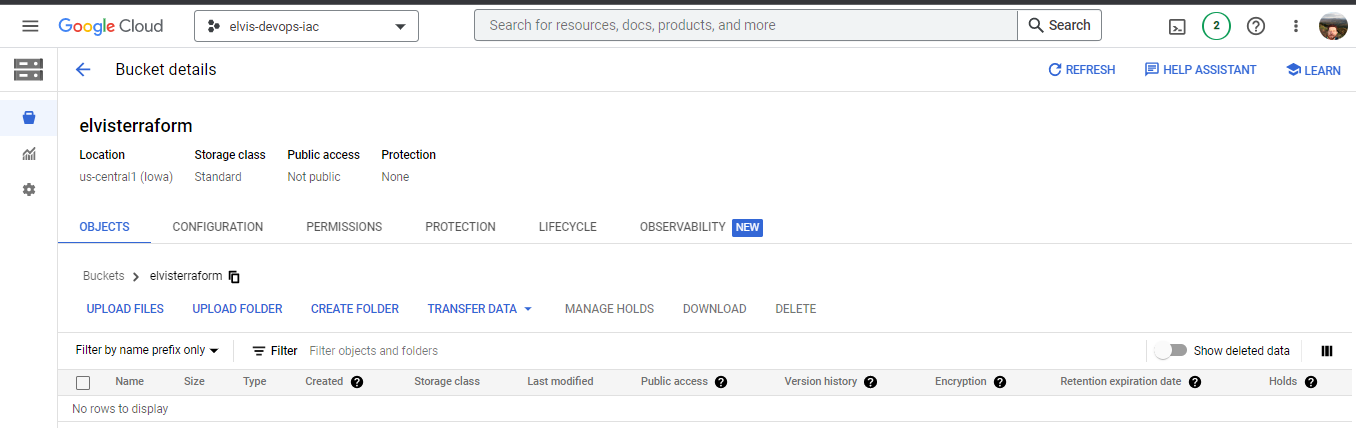 Google Cloud elvis-devops-iac Search for resources, docs, products, and more Search 2
Bucket details REFRESH HELP ASSISTANT LEARN
elvisterraform
Location Storage class Public access Protection
us-central1 (Iowa) Standard Not public None
OBJECTS CONFIGURATION PERMISSIONS PROTECTION LIFECYCLE OBSERVABILITY NEW
Buckets elvisterraform
UPLOAD FILES UPLOAD FOLDER CREATE FOLDER TRANSFER DATA MANAGE HOLDS DOWNLOAD DELETE
Filter by name prefix only Filter Filter objects and folders Show deleted data
Name Size Type Created Storage class Last modified Public access Version history Encryption Retention expiration date Holds
No rows to display